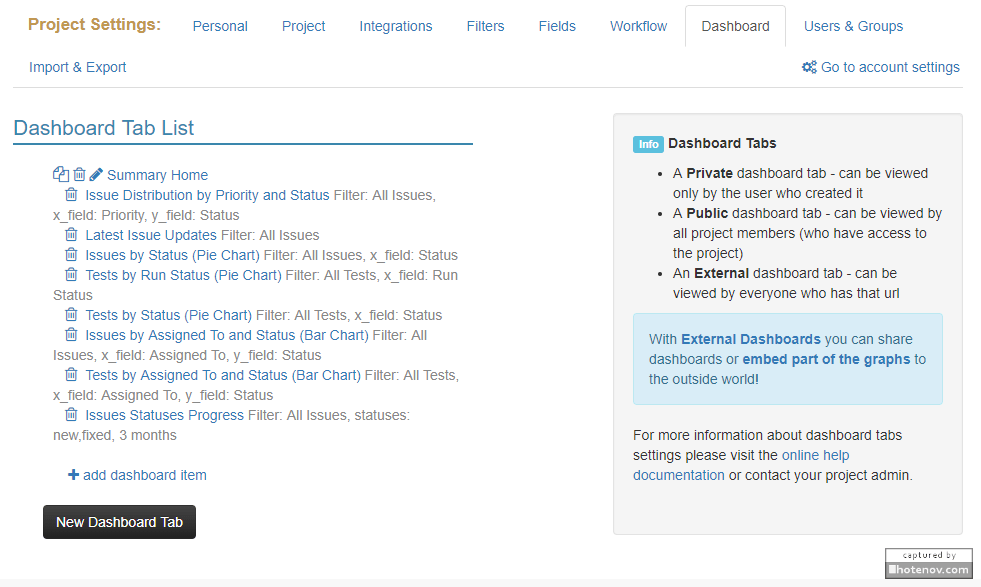 Project Settings: Personal Project Integrations Filters Fields Workflow Dashboard Users & Groups
Import & Export Go to account settings
Dashboard Tab List
Summary Home
Issue Distribution by Priority and Status Filter: All Issues,
x_field: Priority, y_field: Status
Latest Issue Updates Filter: All Issues
Issues by Status (Pie Chart) Filter: All Issues, x_field: Status
Tests by Run Status (Pie Chart) Filter: All Tests, x_field: Run
Status
Tests by Status (Pie Chart) Filter: All Tests, x_field: Status
Issues by Assigned To and Status (Bar Chart) Filter: All
Issues, x_field: Assigned To, y_field: Status
Tests by Assigned To and Status (Bar Chart) Filter: All Tests,
x_field: Assigned To, y_field: Status
Issues Statuses Progress Filter: All Issues, statuses:
new,fixed, 3 months
add dashboard item
New Dashboard Tab
Info Dashboard Tabs
• A Private dashboard tab - can be viewed
only by the user who created it
• A Public dashboard tab - can be viewed by
all project members (who have access to
the project)
• An External dashboard tab - can be
viewed by everyone who has that url
With External Dashboards you can share
dashboards or embed part of the graphs to
the outside world!
For more information about dashboard tabs
settings please visit the online help
documentation or contact your project admin.
captured by
hotenov.com